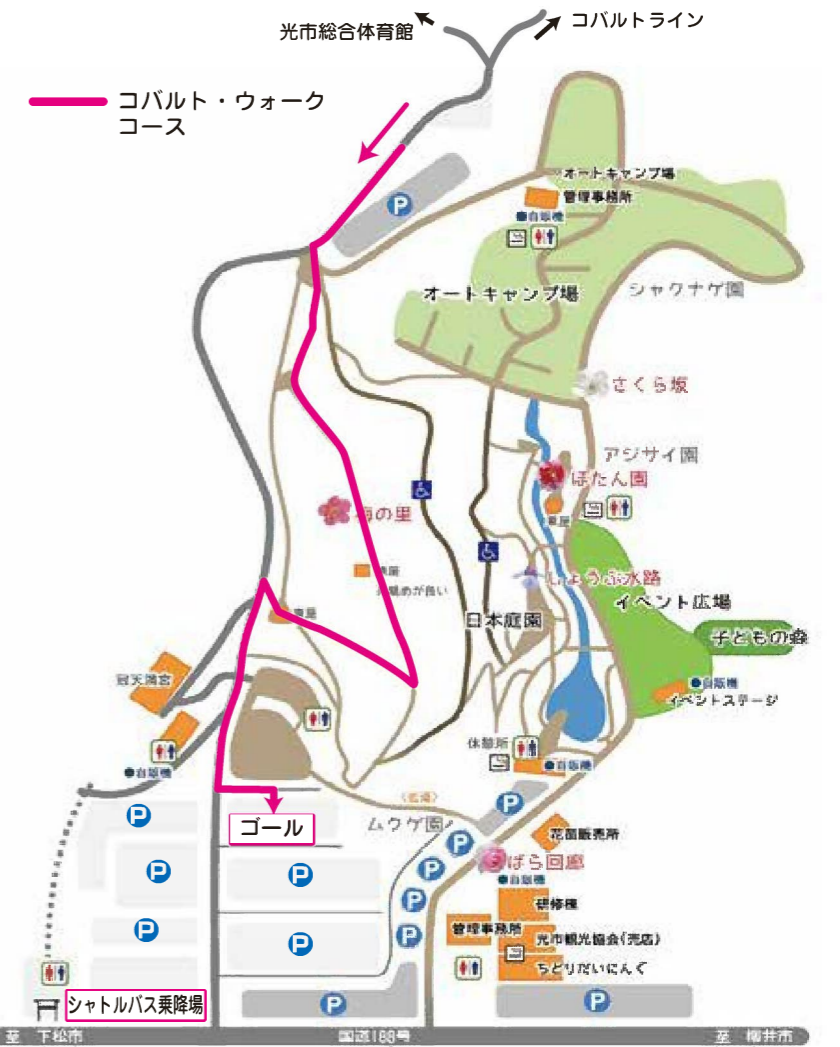 光市総合体育館
コバルトライン
コバルト・ウォーク
コース
P
オートキャンプ場
管理事務所
●自販機
オートキャンプ場
シャクナゲ園
さくら坂
アジサイ園
ぼたん園
東屋
梅の里
東屋
眺めが良い
しょうぶ水路
イベント広場
日本庭園
子どもの森
東屋
冠天満宮
●自販機
イベントステージ
休憩所
●自販機
●自販機
P
P
ゴール
ムクゲ園
花苗販売所
P
P
ばら回廊
P
P
●自販機
P
研修棟
管理事務所
光市観光協会(売店)
P
P
P
ちどりだいにんぐ
シャトルバス乗降場
P
P
至 下松市
国道188号
至 柳井市